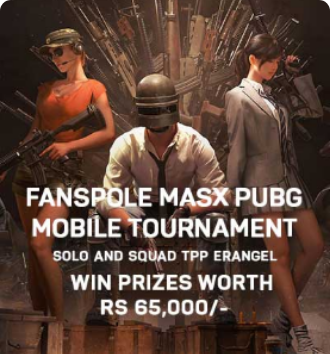 FANSPOLE MASX PUBG
MOBILE TOURNAMENT
SOLO AND SQUAD TPP ERANGEL
WIN PRIZES WORTH
RS 65,000/-